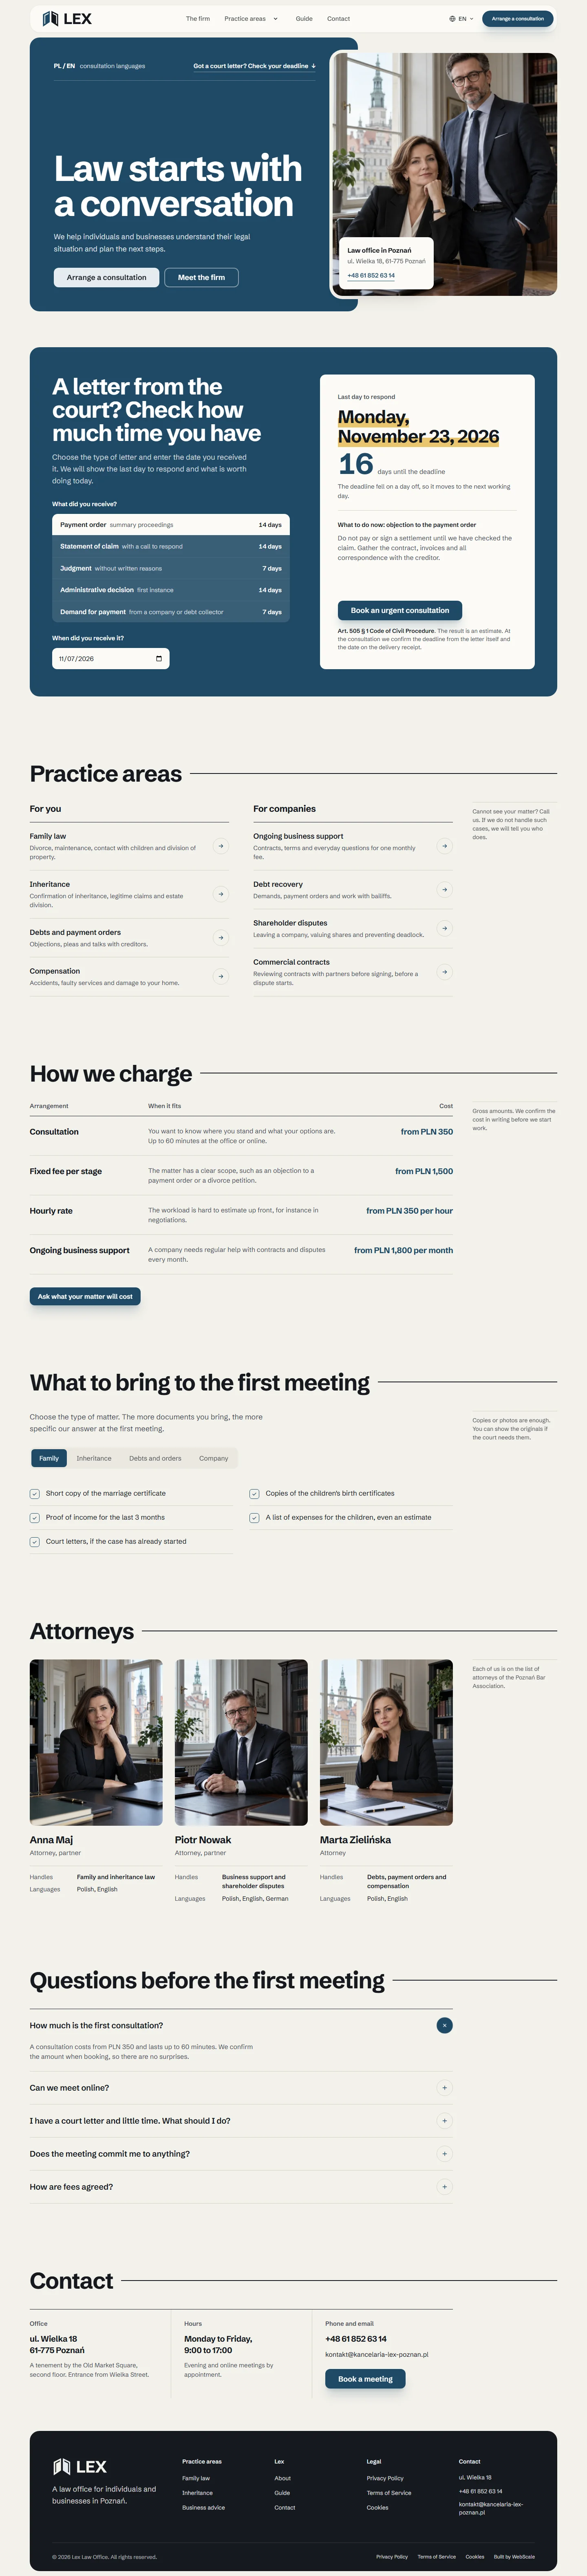 LEX
The firm
Practice areas
Guide
Contact
EN
Arrange a consultation
PL / EN consultation languages
Got a court letter? Check your deadline ↓
Law starts with
a conversation
We help individuals and businesses understand their legal
situation and plan the next steps.
Arrange a consultation
Meet the firm
Law office in Poznań
ul. Wielka 18, 61-775 Poznań
+48 61 852 63 14
A letter from the
court? Check how
much time you have
Choose the type of letter and enter the date you received
it. We will show the last day to respond and what is worth
doing today.
What did you receive?
Payment order summary proceedings 14 days
Statement of claim with a call to respond 14 days
Judgment without written reasons 7 days
Administrative decision first instance 14 days
Demand for payment from a company or debt collector 7 days
When did you receive it?
11/07/2026
Last day to respond
Monday,
November 23, 2026
16 days until the deadline
The deadline fell on a day off, so it moves to the next working
day.
What to do now: objection to the payment order
Do not pay or sign a settlement until we have checked the
claim. Gather the contract, invoices and all
correspondence with the creditor.
Book an urgent consultation
Art. 505 § 1 Code of Civil Procedure. The result is an estimate. At
the consultation we confirm the deadline from the letter itself and
the date on the delivery receipt.
Practice areas
For you
Family law
Divorce, maintenance, contact with children and division of
property.
Inheritance
Confirmation of inheritance, legitime claims and estate
division.
Debts and payment orders
Objections, pleas and talks with creditors.
Compensation
Accidents, faulty services and damage to your home.
For companies
Ongoing business support
Contracts, terms and everyday questions for one monthly
fee.
Debt recovery
Demands, payment orders and work with bailiffs.
Shareholder disputes
Leaving a company, valuing shares and preventing deadlock.
Commercial contracts
Reviewing contracts with partners before signing, before a
dispute starts.
Cannot see your matter? Call
us. If we do not handle such
cases, we will tell you who
does.
How we charge
Arrangement When it fits Cost
Consultation
You want to know where you stand and what your options are.
Up to 60 minutes at the office or online.
from PLN 350
Fixed fee per stage
The matter has a clear scope, such as an objection to a
payment order or a divorce petition.
from PLN 1,500
Hourly rate
The workload is hard to estimate up front, for instance in
negotiations.
from PLN 350 per hour
Ongoing business support
A company needs regular help with contracts and disputes
every month.
from PLN 1,800 per month
Gross amounts. We confirm the
cost in writing before we start
work.
Ask what your matter will cost
What to bring to the first meeting
Choose the type of matter. The more documents you bring, the more
specific our answer at the first meeting.
Copies or photos are enough.
You can show the originals if
the court needs them.
Family
Inheritance
Debts and orders
Company
Short copy of the marriage certificate
Copies of the children's birth certificates
Proof of income for the last 3 months
A list of expenses for the children, even an estimate
Court letters, if the case has already started
Attorneys
Each of us is on the list of
attorneys of the Poznań Bar
Association.
Anna Maj
Attorney, partner
Handles Family and inheritance law
Languages Polish, English
Piotr Nowak
Attorney, partner
Handles Business support and
shareholder disputes
Languages Polish, English, German
Marta Zielińska
Attorney
Handles Debts, payment orders and
compensation
Languages Polish, English
Questions before the first meeting
How much is the first consultation?
A consultation costs from PLN 350 and lasts up to 60 minutes. We confirm
the amount when booking, so there are no surprises.
Can we meet online?
I have a court letter and little time. What should I do?
Does the meeting commit me to anything?
How are fees agreed?
Contact
Office
ul. Wielka 18
61-775 Poznań
A tenement by the Old Market Square,
second floor. Entrance from Wielka Street.
Hours
Monday to Friday,
9:00 to 17:00
Evening and online meetings by
appointment.
Phone and email
+48 61 852 63 14
kontakt@kancelaria-lex-poznan.pl
Book a meeting
LEX
A law office for individuals and
businesses in Poznań.
Practice areas
Family law
Inheritance
Business advice
Lex
About
Guide
Contact
Legal
Privacy Policy
Terms of Service
Cookies
Contact
ul. Wielka 18
+48 61 852 63 14
kontakt@kancelaria-lex-
poznan.pl
© 2026 Lex Law Office. All rights reserved.
Privacy Policy
Terms of Service
Cookies
Built by WebScale